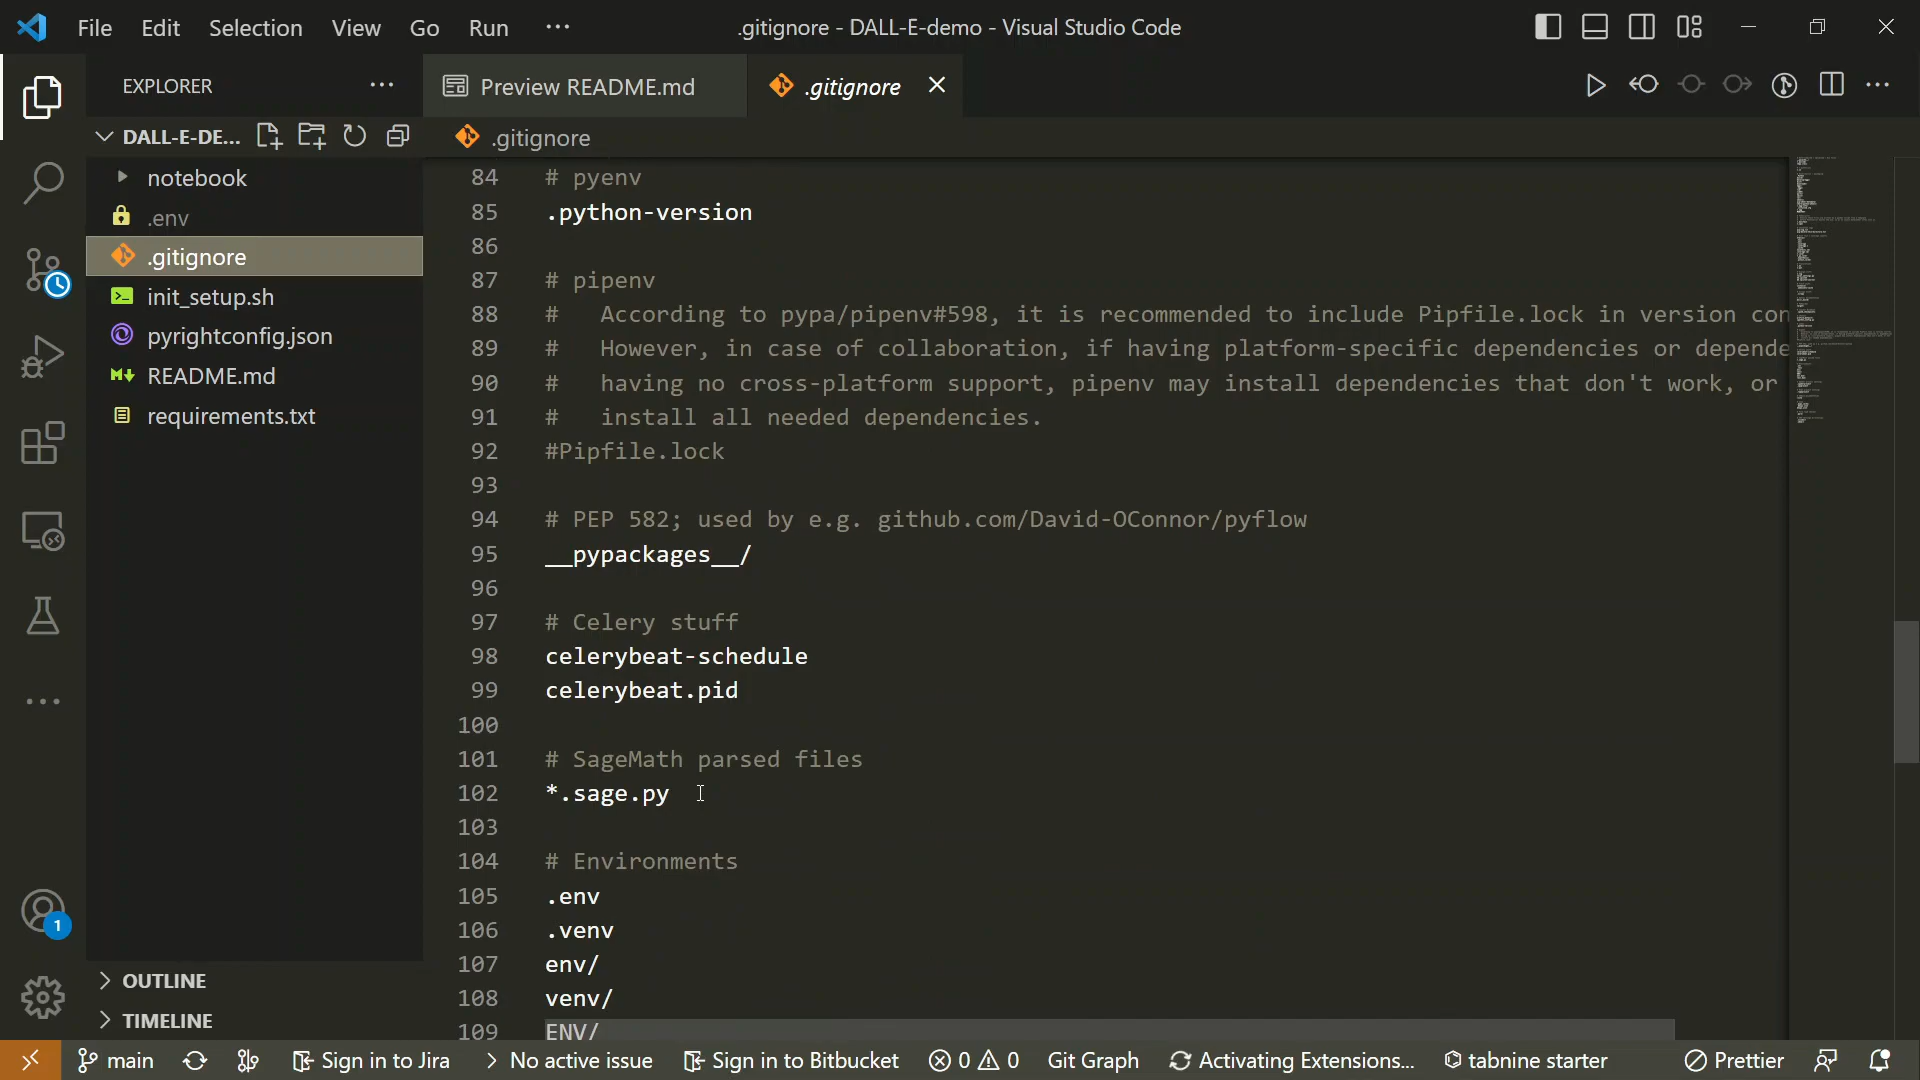 File Edit Selection View Go Run ··· .gitignore - DALL-E-demo - Visual Studio Code
EXPLORER ···
Preview README.md
.gitignore
DALL-E-DE...
.gitignore
notebook
.env
.gitignore
init_setup.sh
pyrightconfig.json
README.md
requirements.txt
OUTLINE
TIMELINE
84 # pyenv
85 .python-version
86
87 # pipenv
88 #   According to pypa/pipenv#598, it is recommended to include Pipfile.lock in version con
89 #   However, in case of collaboration, if having platform-specific dependencies or depende
90 #   having no cross-platform support, pipenv may install dependencies that don't work, or
91 #   install all needed dependencies.
92 #Pipfile.lock
93
94 # PEP 582; used by e.g. github.com/David-OConnor/pyflow
95 __pypackages__/
96
97 # Celery stuff
98 celerybeat-schedule
99 celerybeat.pid
100
101 # SageMath parsed files
102 *.sage.py
103
104 # Environments
105 .env
106 .venv
107 env/
108 venv/
109 ENV/
1
main Sign in to Jira No active issue Sign in to Bitbucket 0 0 Git Graph Activating Extensions... tabnine starter Prettier